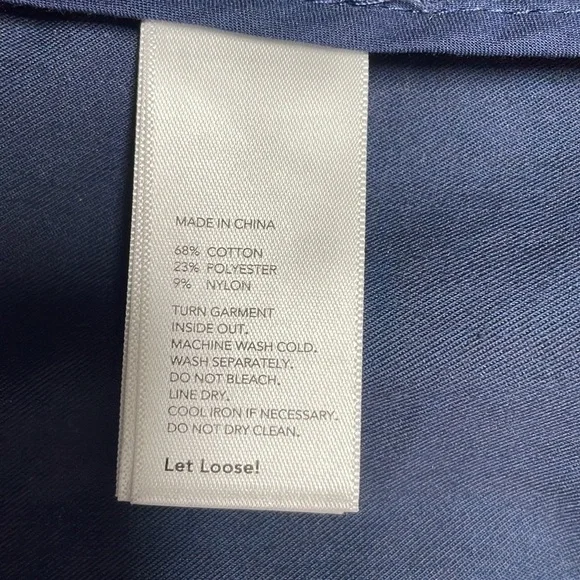 MADE IN CHINA
68% COTTON
23% POLYESTER
9% NYLON
TURN GARMENT
INSIDE OUT.
MACHINE WASH COLD.
WASH SEPARATELY.
DO NOT BLEACH.
LINE DRY.
COOL IRON IF NECESSARY.
DO NOT DRY CLEAN.
Let Loose!